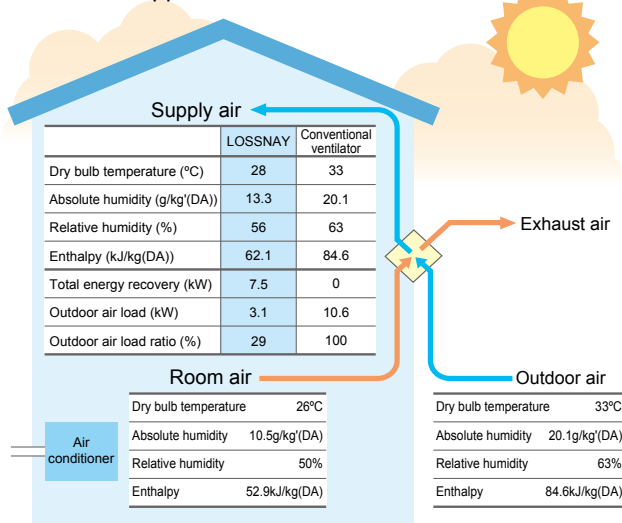 Supply air
LOSSNAY Conventional ventilator
Dry bulb temperature (ºC) 28 33
Absolute humidity (g/kg'(DA)) 13.3 20.1
Relative humidity (%) 56 63
Enthalpy (kJ/kg(DA)) 62.1 84.6
Total energy recovery (kW) 7.5 0
Outdoor air load (kW) 3.1 10.6
Outdoor air load ratio (%) 29 100
Exhaust air
Room air
Dry bulb temperature 26ºC
Absolute humidity 10.5g/kg'(DA)
Relative humidity 50%
Enthalpy 52.9kJ/kg(DA)
Air
conditioner
Outdoor air
Dry bulb temperature 33ºC
Absolute humidity 20.1g/kg'(DA)
Relative humidity 63%
Enthalpy 84.6kJ/kg(DA)